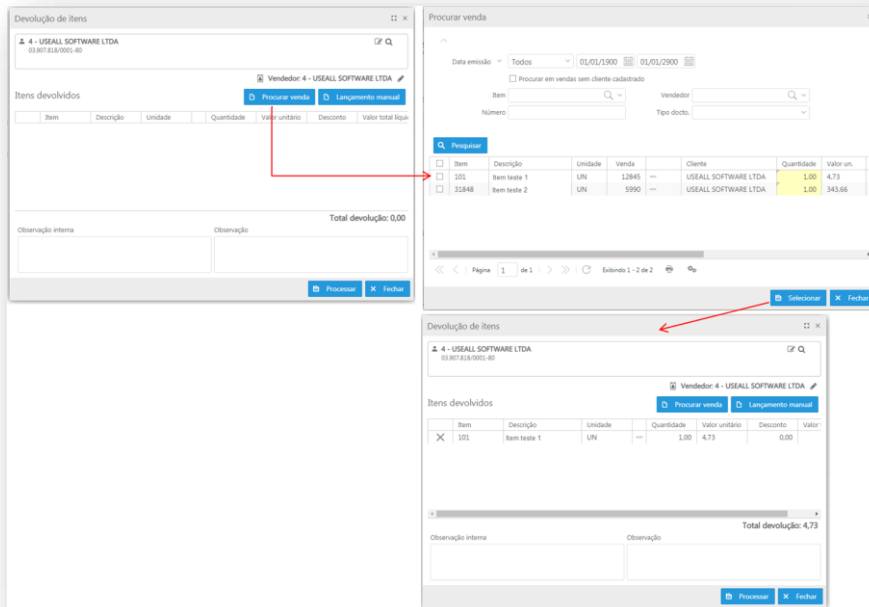 Devolução de itens
4 - USEALL SOFTWARE LTDA
03.907.818/0001-80
Vendedor: 4 - USEALL SOFTWARE LTDA
Itens devolvidos
Procurar venda
Lançamento manual
Item Descrição Unidade Quantidade Valor unitário Desconto Valor total líqui
Total devolução: 0,00
Observação interna Observação
Processar Fechar
Procurar venda
Data emissão Todos 01/01/1900 01/01/2900
Procurar em vendas sem cliente cadastrado
Item Vendedor
Número Tipo docto.
Pesquisar
Item Descrição Unidade Venda Cliente Quantidade Valor un.
101 Item teste 1 UN 12845 USEALL SOFTWARE LTDA 1,00 4,73
31848 Item teste 2 UN 5990 USEALL SOFTWARE LTDA 1,00 343,66
Página 1 de 1 Exibindo 1 - 2 de 2
Selecionar Fechar
Devolução de itens
4 - USEALL SOFTWARE LTDA
03.907.818/0001-80
Vendedor: 4 - USEALL SOFTWARE LTDA
Itens devolvidos
Procurar venda
Lançamento manual
Item Descrição Unidade Quantidade Valor unitário Desconto Valor
101 Item teste 1 UN 1,00 4,73 0,00
Total devolução: 4,73
Observação interna Observação
Processar Fechar